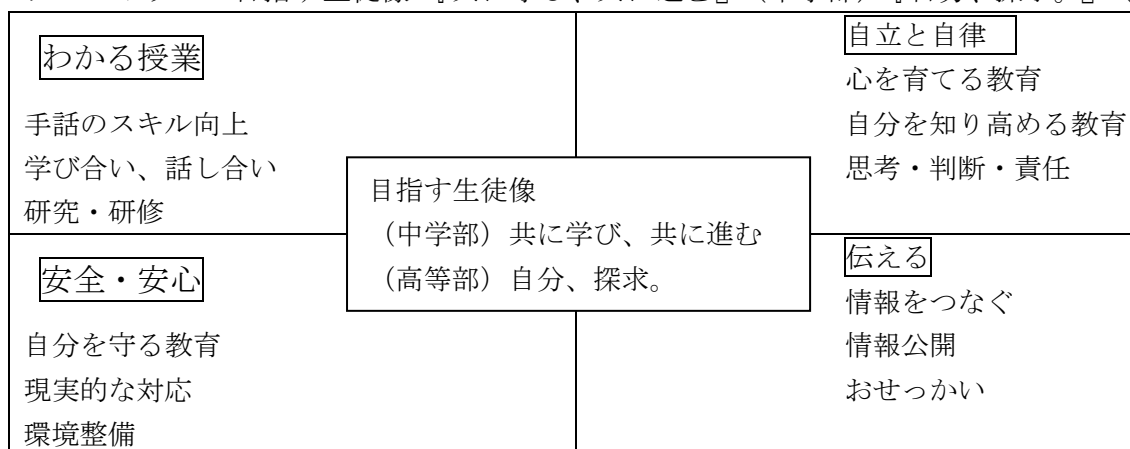 わかる授業
手話のスキル向上
学び合い、話し合い
研究・研修
自立と自律
心を育てる教育
自分を知り高める教育
思考・判断・責任
目指す生徒像
（中学部）共に学び、共に進む
（高等部）自分、探求。
安全・安心
自分を守る教育
現実的な対応
環境整備
伝える
情報をつなぐ
情報公開
おせっかい